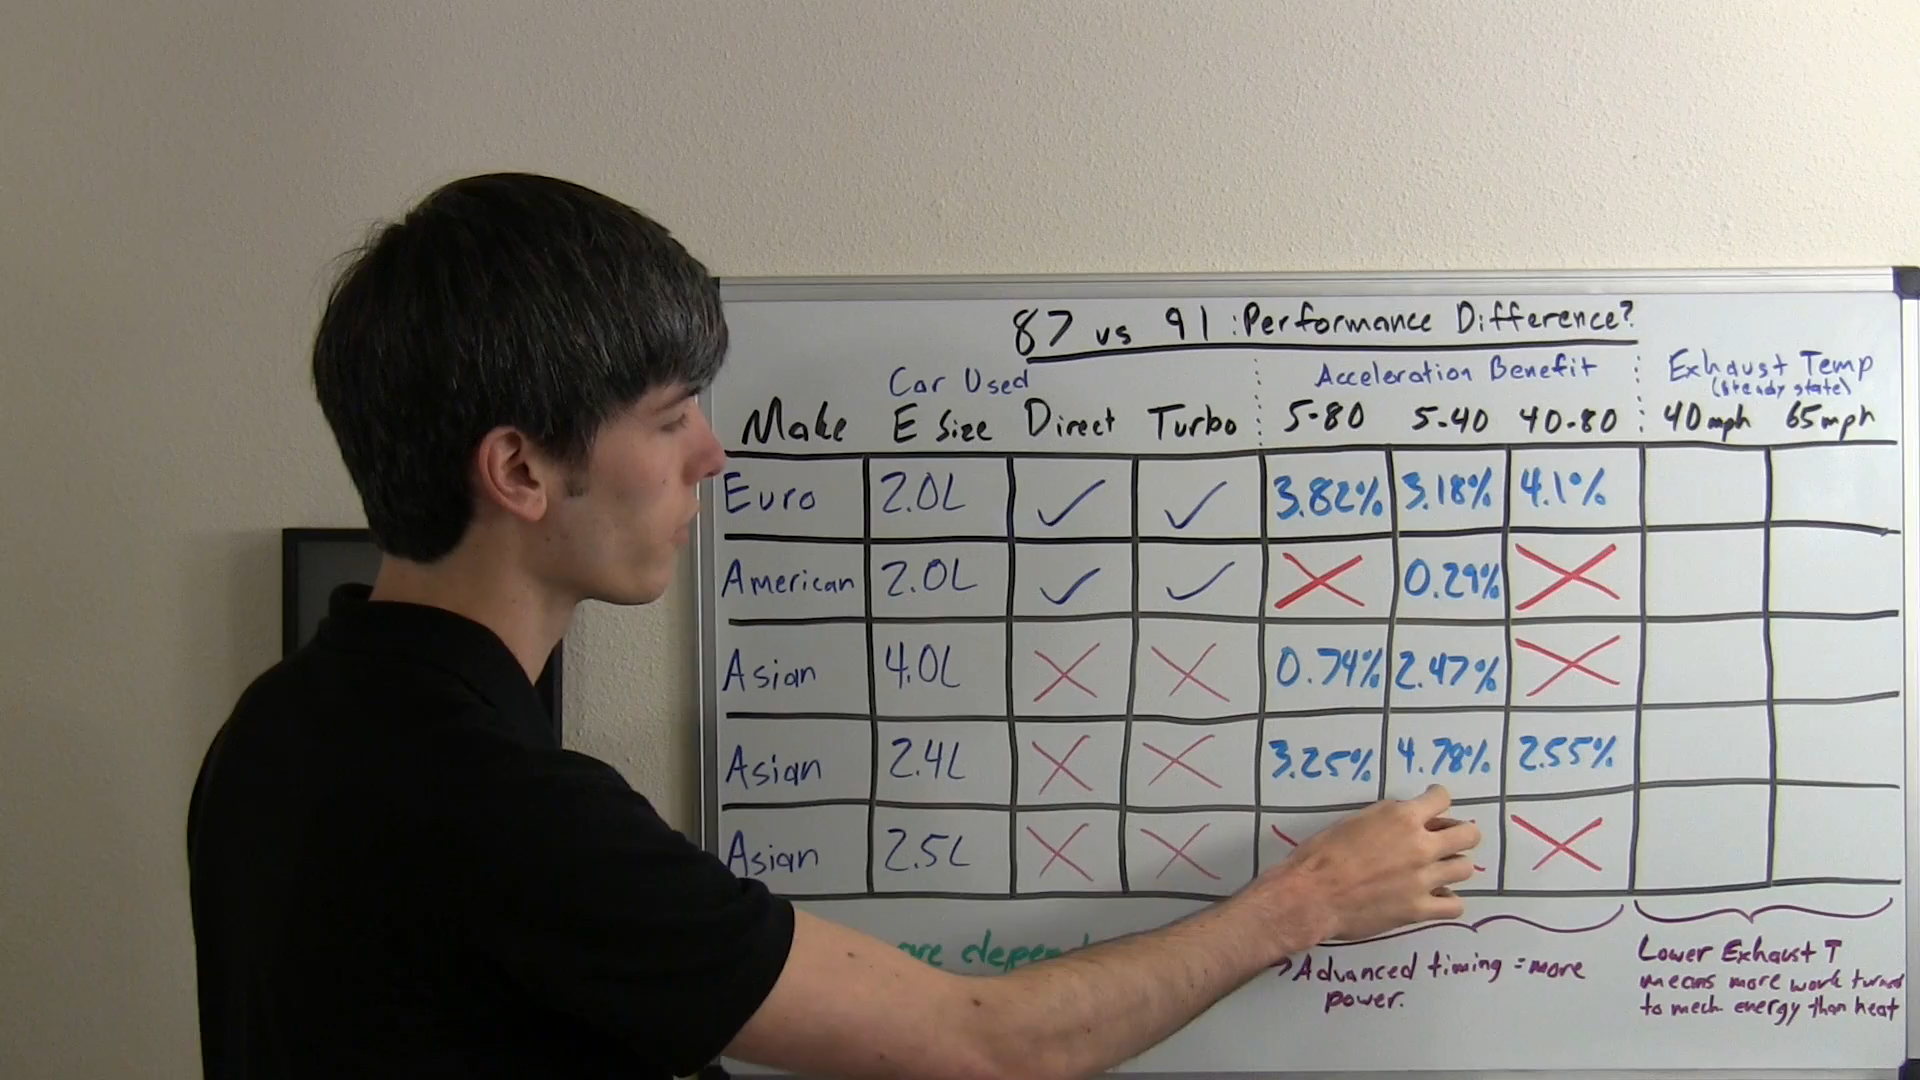 87 vs 91: Performance Difference?
Car Used Acceleration Benefit Exhaust Temp
(Steady state)
Make E Size Direct Turbo 5-80 5-40 40-80 40mph 65mph
Euro 2.0L ✓ ✓ 3.82% 3.18% 4.1%
American 2.0L ✓ ✓ X 0.29% X
Asian 4.0L X X 0.74% 2.47% X
Asian 2.4L X X 3.25% 4.78% 2.55%
Asian 2.5L X X X
are
→ Advanced timing = more
power.
Lower Exhaust T
means more work turned
to mech energy than heat